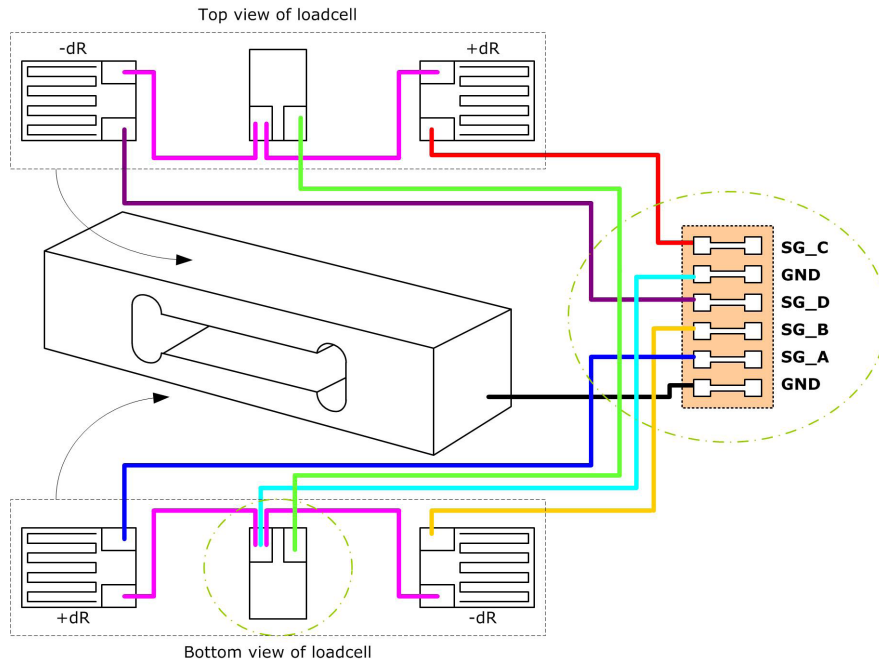 Top view of loadcell
-dR
+dR
SG_C
GND
SG_D
SG_B
SG_A
GND
+dR
-dR
Bottom view of loadcell